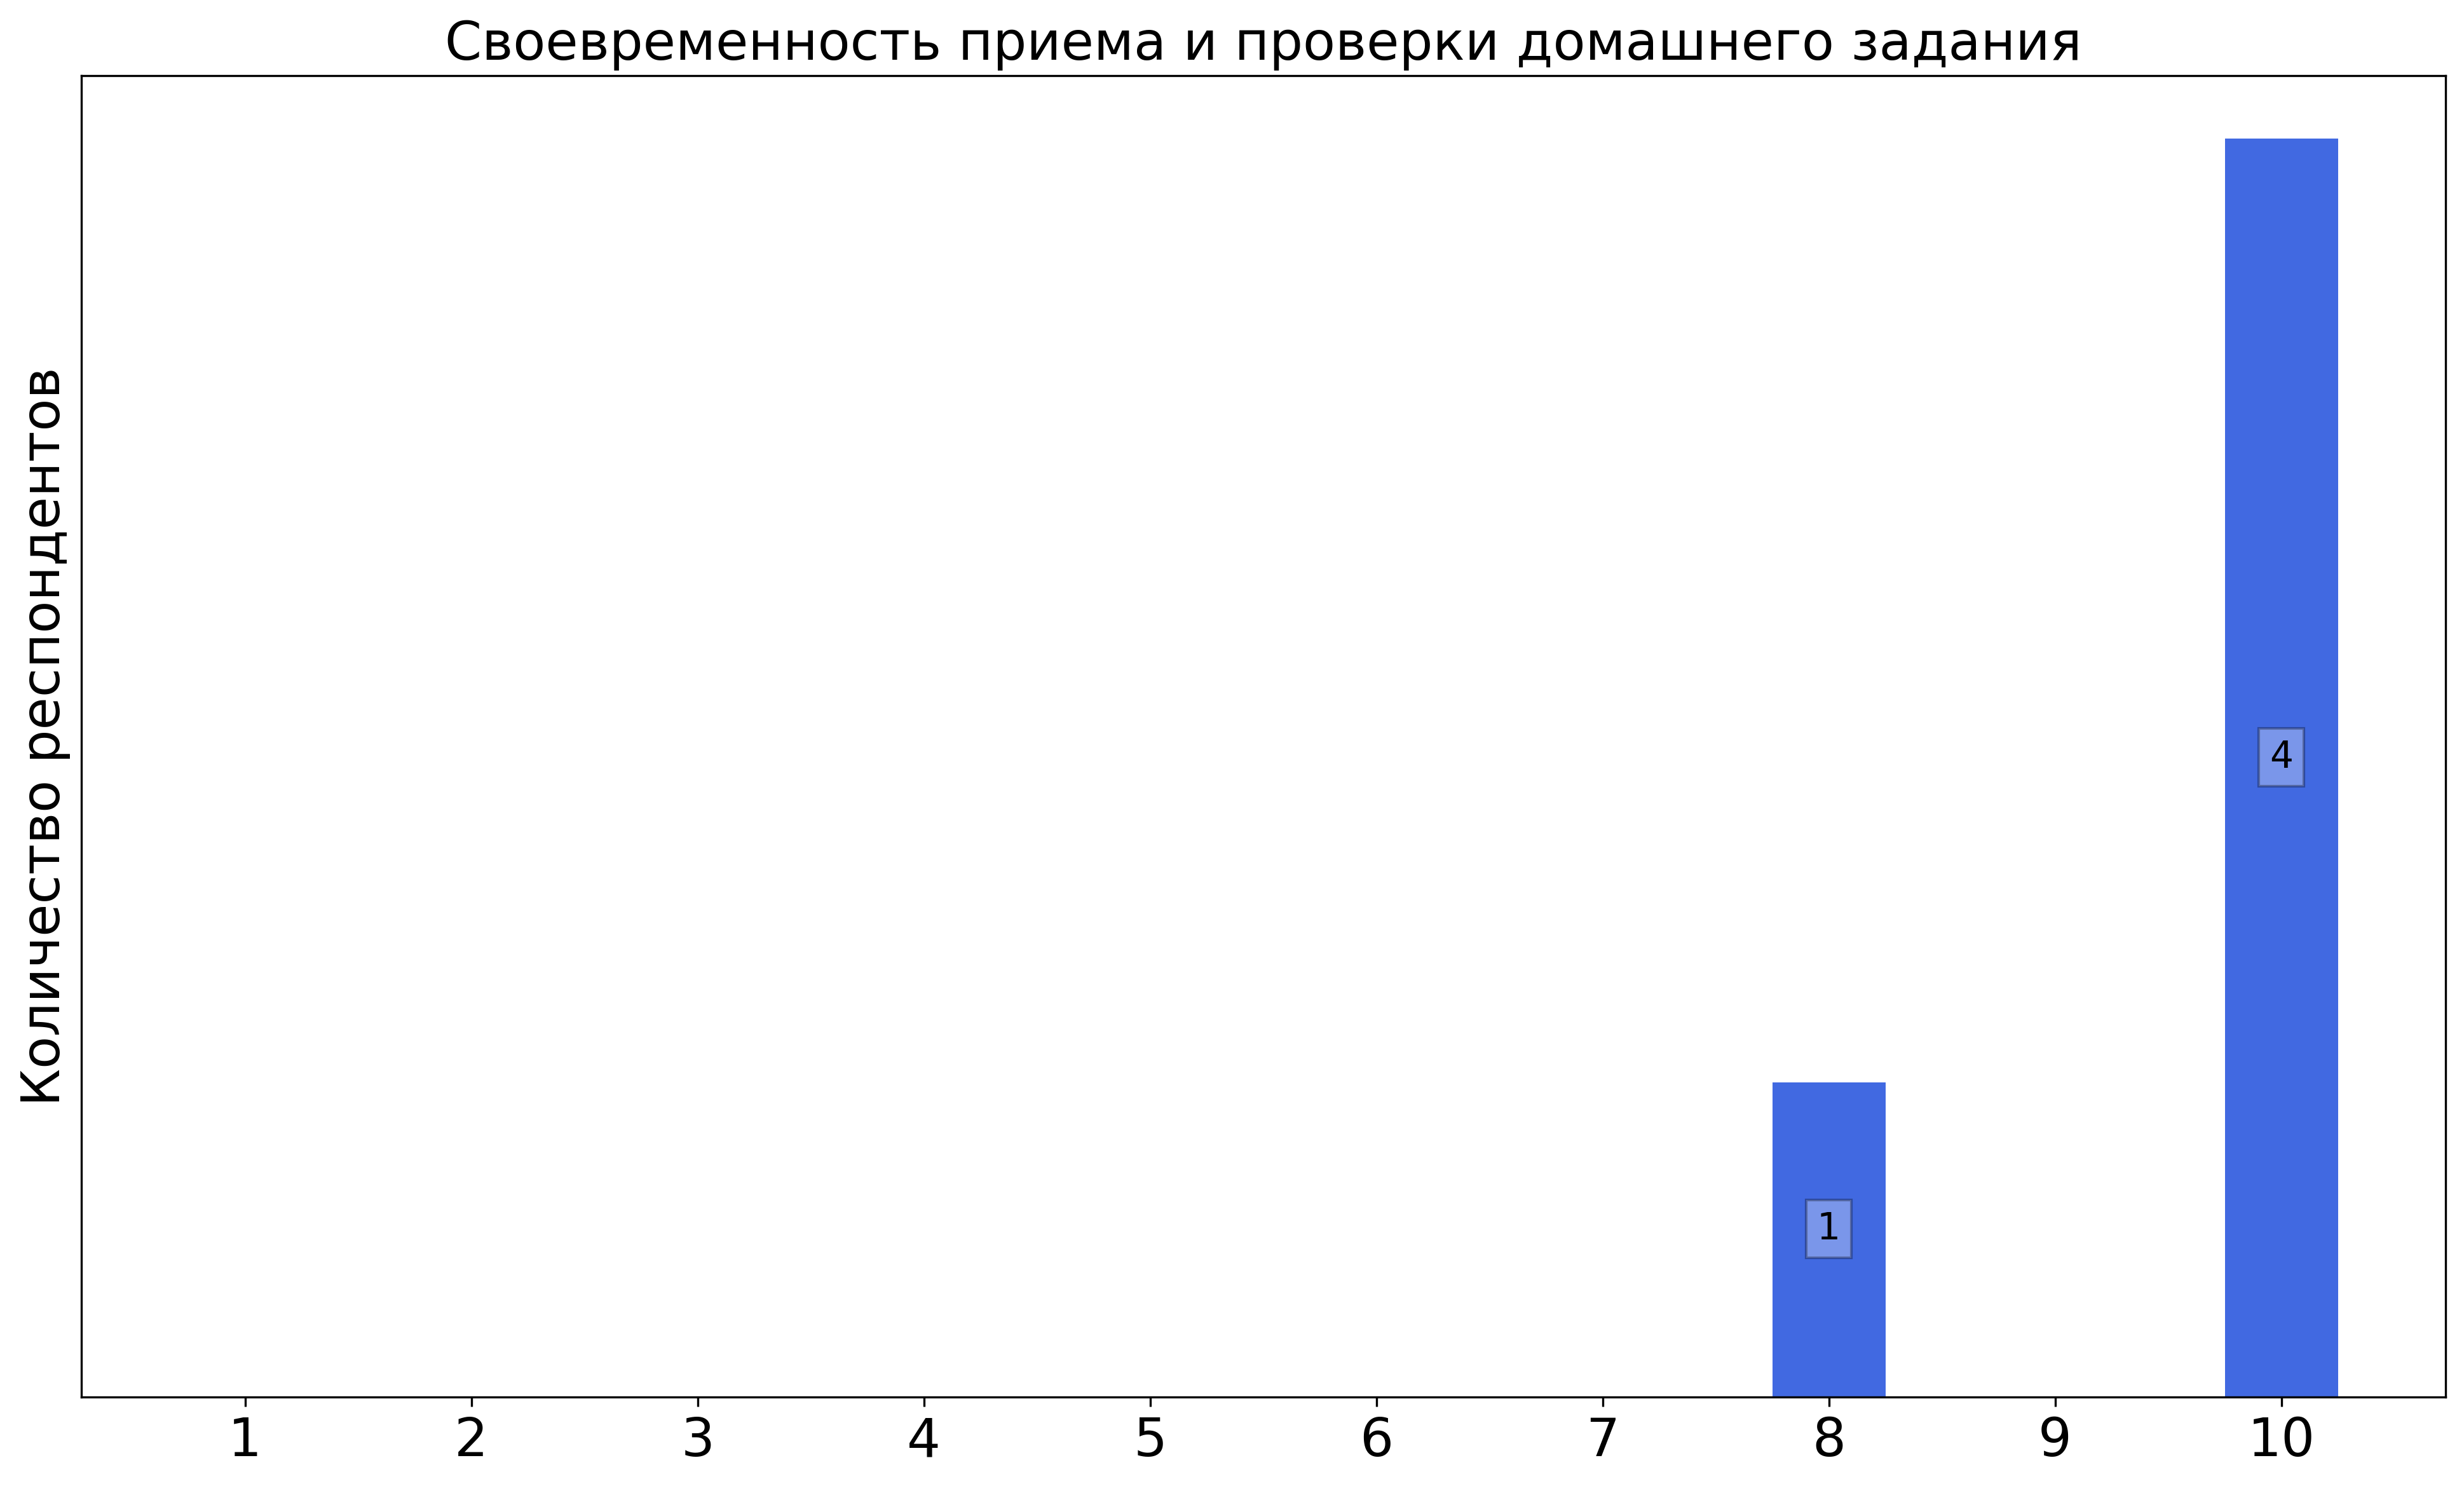 Своевременность приема и проверки домашнего задания
Количество респондентов
4
1
1 2 3 4 5 6 7 8 9 10